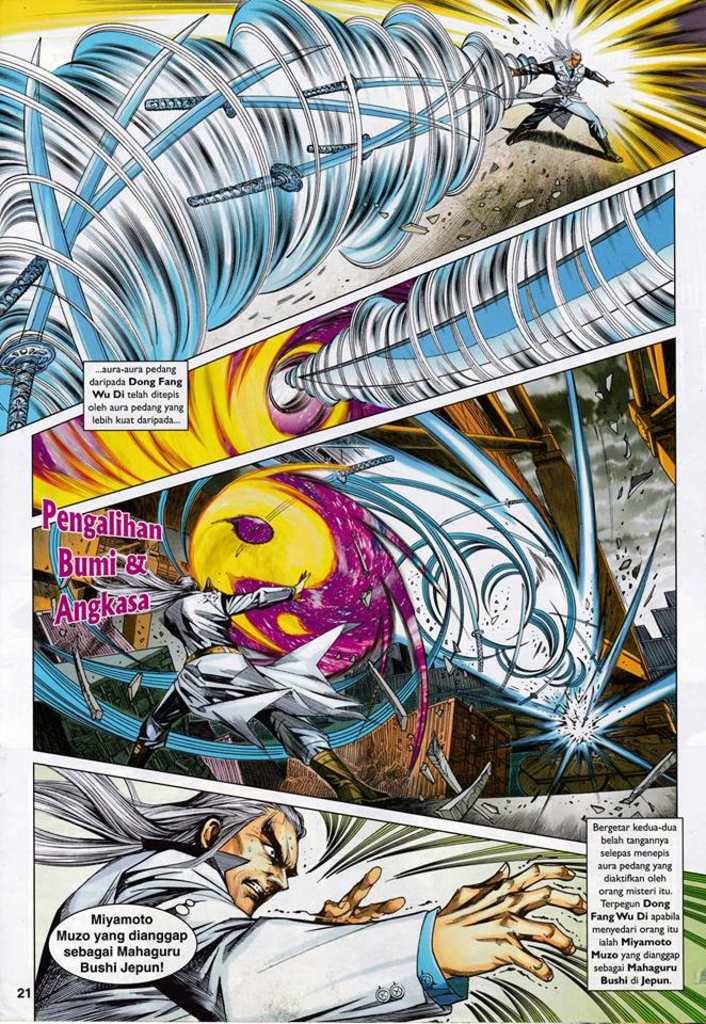 ...aura-aura pedang
daripada Dong Fang
Wu Di telah ditepis
oleh aura pedang yang
lebih kuat daripada...
Pengalihan
Bumi &
Angkasa
Bergetar kedua-dua
belah tangannya
selepas menepis
aura pedang yang
diaktifkan oleh
orang misteri itu.
Terpegun Dong
Fang Wu Di apabila
menyedari orang itu
ialah Miyamoto
Muzo yang dianggap
sebagai Mahaguru
Bushi di Jepun.
Miyamoto
Muzo yang dianggap
sebagai Mahaguru
Bushi Jepun!
21